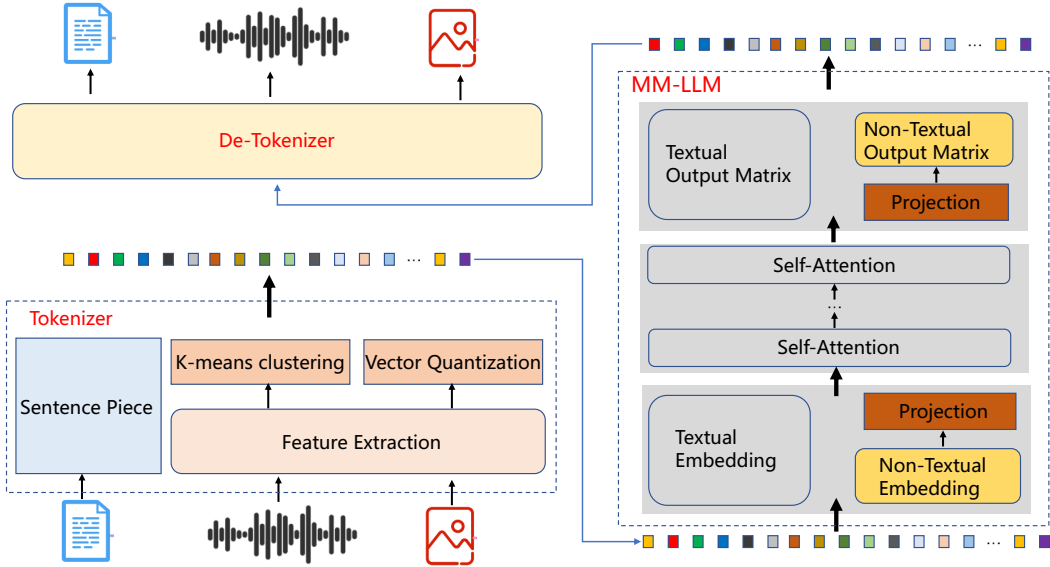 De-Tokenizer
...
Tokenizer
K-means clustering
Vector Quantization
Sentence Piece
Feature Extraction
...
MM-LLM
Textual
Output Matrix
Non-Textual
Output Matrix
Projection
Self-Attention
...
Self-Attention
Textual
Embedding
Projection
Non-Textual
Embedding
...